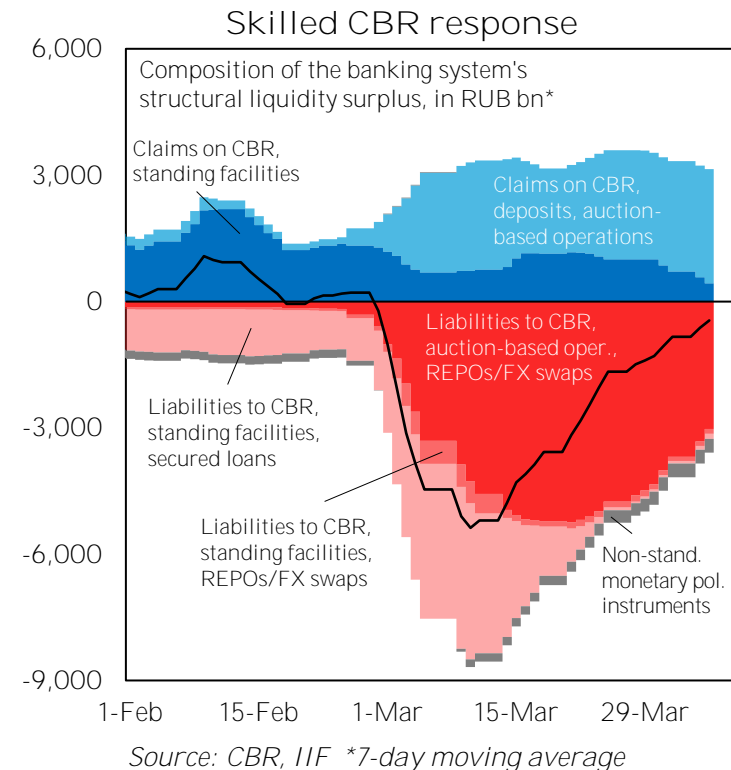 Skilled CBR response
6,000
3,000
0
-3,000
-6,000
-9,000
Composition of the banking system's
structural liquidity surplus, in RUB bn*
Claims on CBR,
standing facilities
Claims on CBR,
deposits, auction-
based operations
Liabilities to CBR,
auction-based oper.,
REPOs/FX swaps
Liabilities to CBR,
standing facilities,
secured loans
Liabilities to CBR,
standing facilities,
REPOs/FX swaps
Non-stand.
monetary pol.
instruments
1-Feb 15-Feb 1-Mar 15-Mar 29-Mar
Source: CBR, IIF *7-day moving average